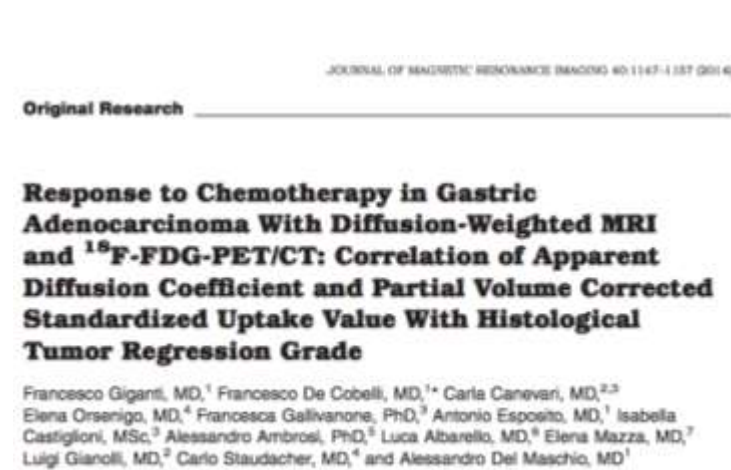 JOURNAL OF MAGNETIC RESONANCE IMAGING 40:1147–1157 (2014)
Original Research
Response to Chemotherapy in Gastric
Adenocarcinoma With Diffusion-Weighted MRI
and ¹⁸F-FDG-PET/CT: Correlation of Apparent
Diffusion Coefficient and Partial Volume Corrected
Standardized Uptake Value With Histological
Tumor Regression Grade
Francesco Giganti, MD,¹ Francesco De Cobelli, MD,¹* Carla Canevari, MD,²,³
Elena Orsenigo, MD,⁴ Francesca Gallivanone, PhD,³ Antonio Esposito, MD,¹ Isabella
Castiglioni, MSc,³ Alessandro Ambrosi, PhD,⁵ Luca Albarello, MD,⁶ Elena Mazza, MD,⁷
Luigi Gianolli, MD,² Carlo Staudacher, MD,⁴ and Alessandro Del Maschio, MD¹